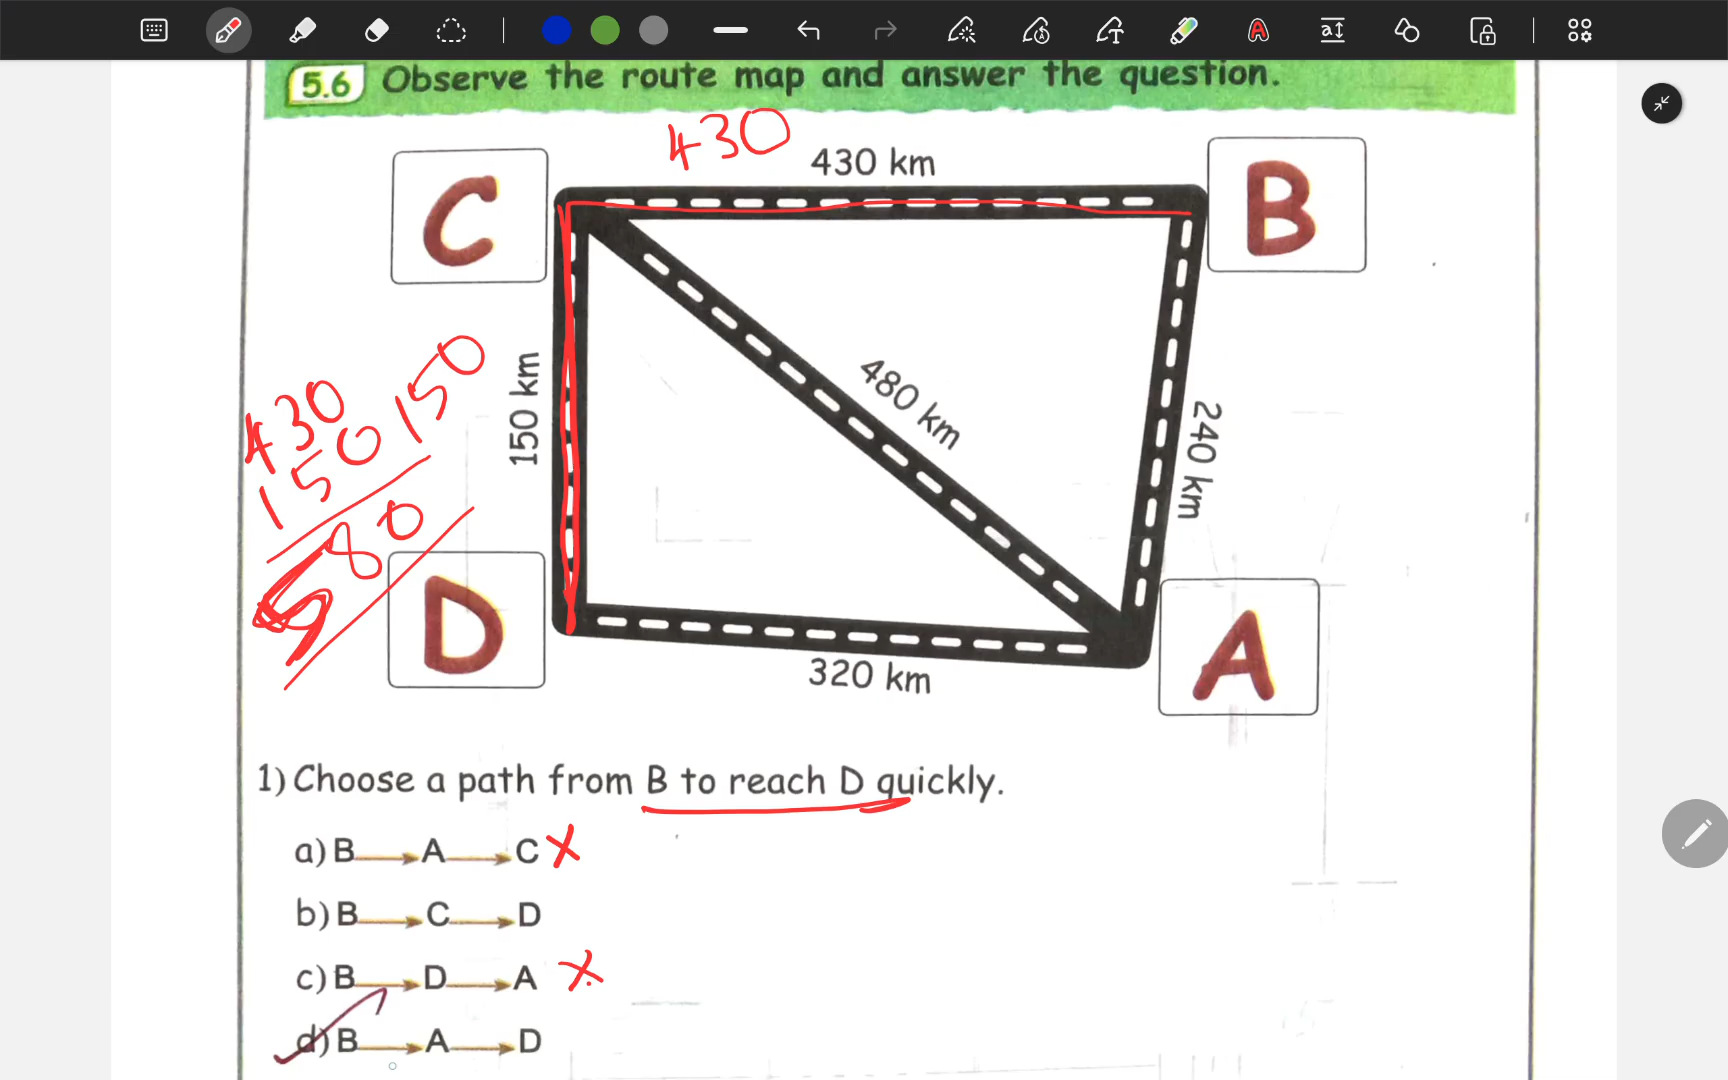 5.6 Observe the route map and answer the question.
430
430 km
C
B
150 km
480 km
240 km
430
150
150
580
D
A
320 km
1) Choose a path from B to reach D quickly.
a) B A C X
b) B C D
c) B D A X
d) B A D